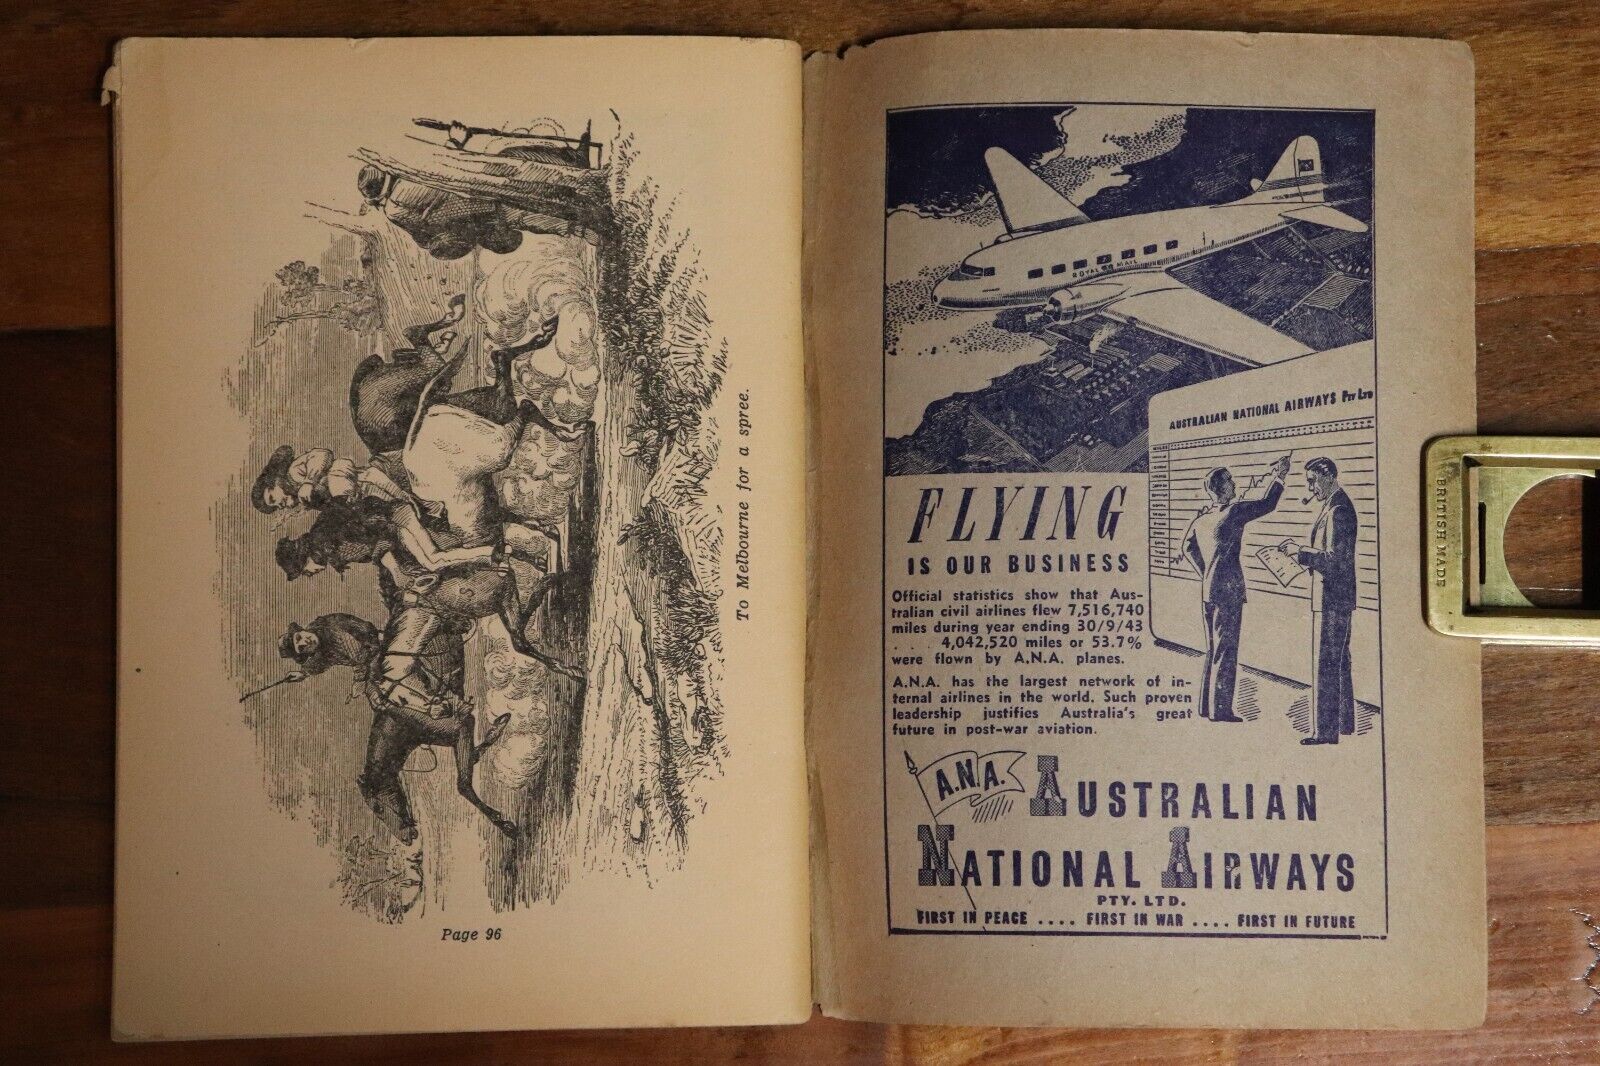 To Melbourne for a spree.
Page 96
ROYAL MAIL
AUSTRALIAN NATIONAL AIRWAYS PTY LTD
FLYING
IS OUR BUSINESS
Official statistics show that Aus-
tralian civil airlines flew 7,516,740
miles during year ending 30/9/43
. . . 4,042,520 miles or 53.7%
were flown by A.N.A. planes.
A.N.A. has the largest network of in-
ternal airlines in the world. Such proven
leadership justifies Australia's great
future in post-war aviation.
A.N.A.
AUSTRALIAN
NATIONAL AIRWAYS
PTY. LTD.
FIRST IN PEACE .... FIRST IN WAR .... FIRST IN FUTURE
BRITISH MADE